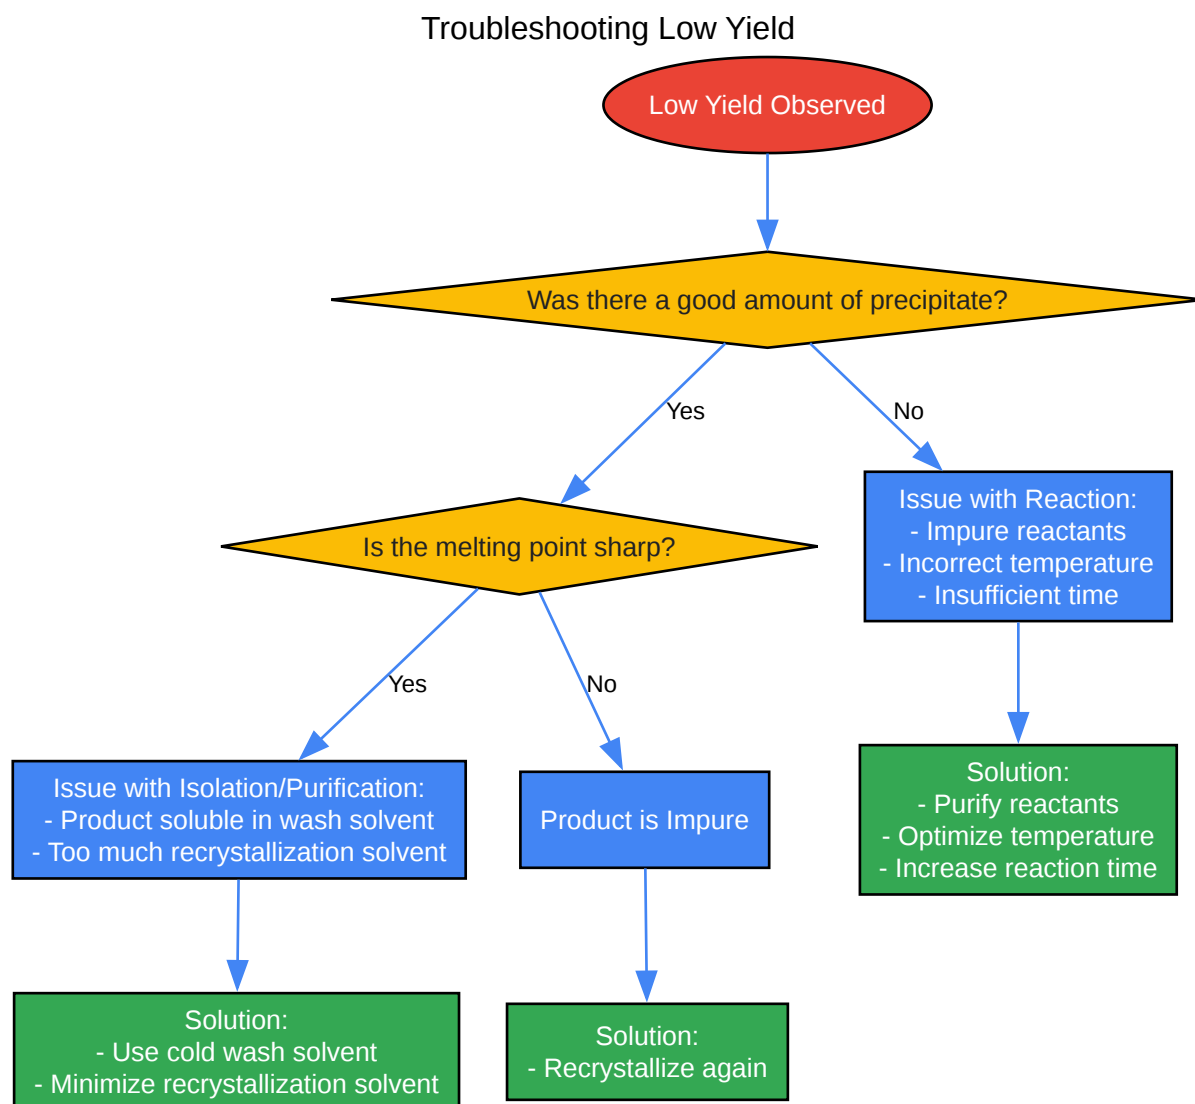 Troubleshooting Low Yield
Low Yield Observed
Was there a good amount of precipitate?
Yes
No
Is the melting point sharp?
Issue with Reaction:
- Impure reactants
- Incorrect temperature
- Insufficient time
Yes
No
Issue with Isolation/Purification:
- Product soluble in wash solvent
- Too much recrystallization solvent
Product is Impure
Solution:
- Purify reactants
- Optimize temperature
- Increase reaction time
Solution:
- Use cold wash solvent
- Minimize recrystallization solvent
Solution:
- Recrystallize again